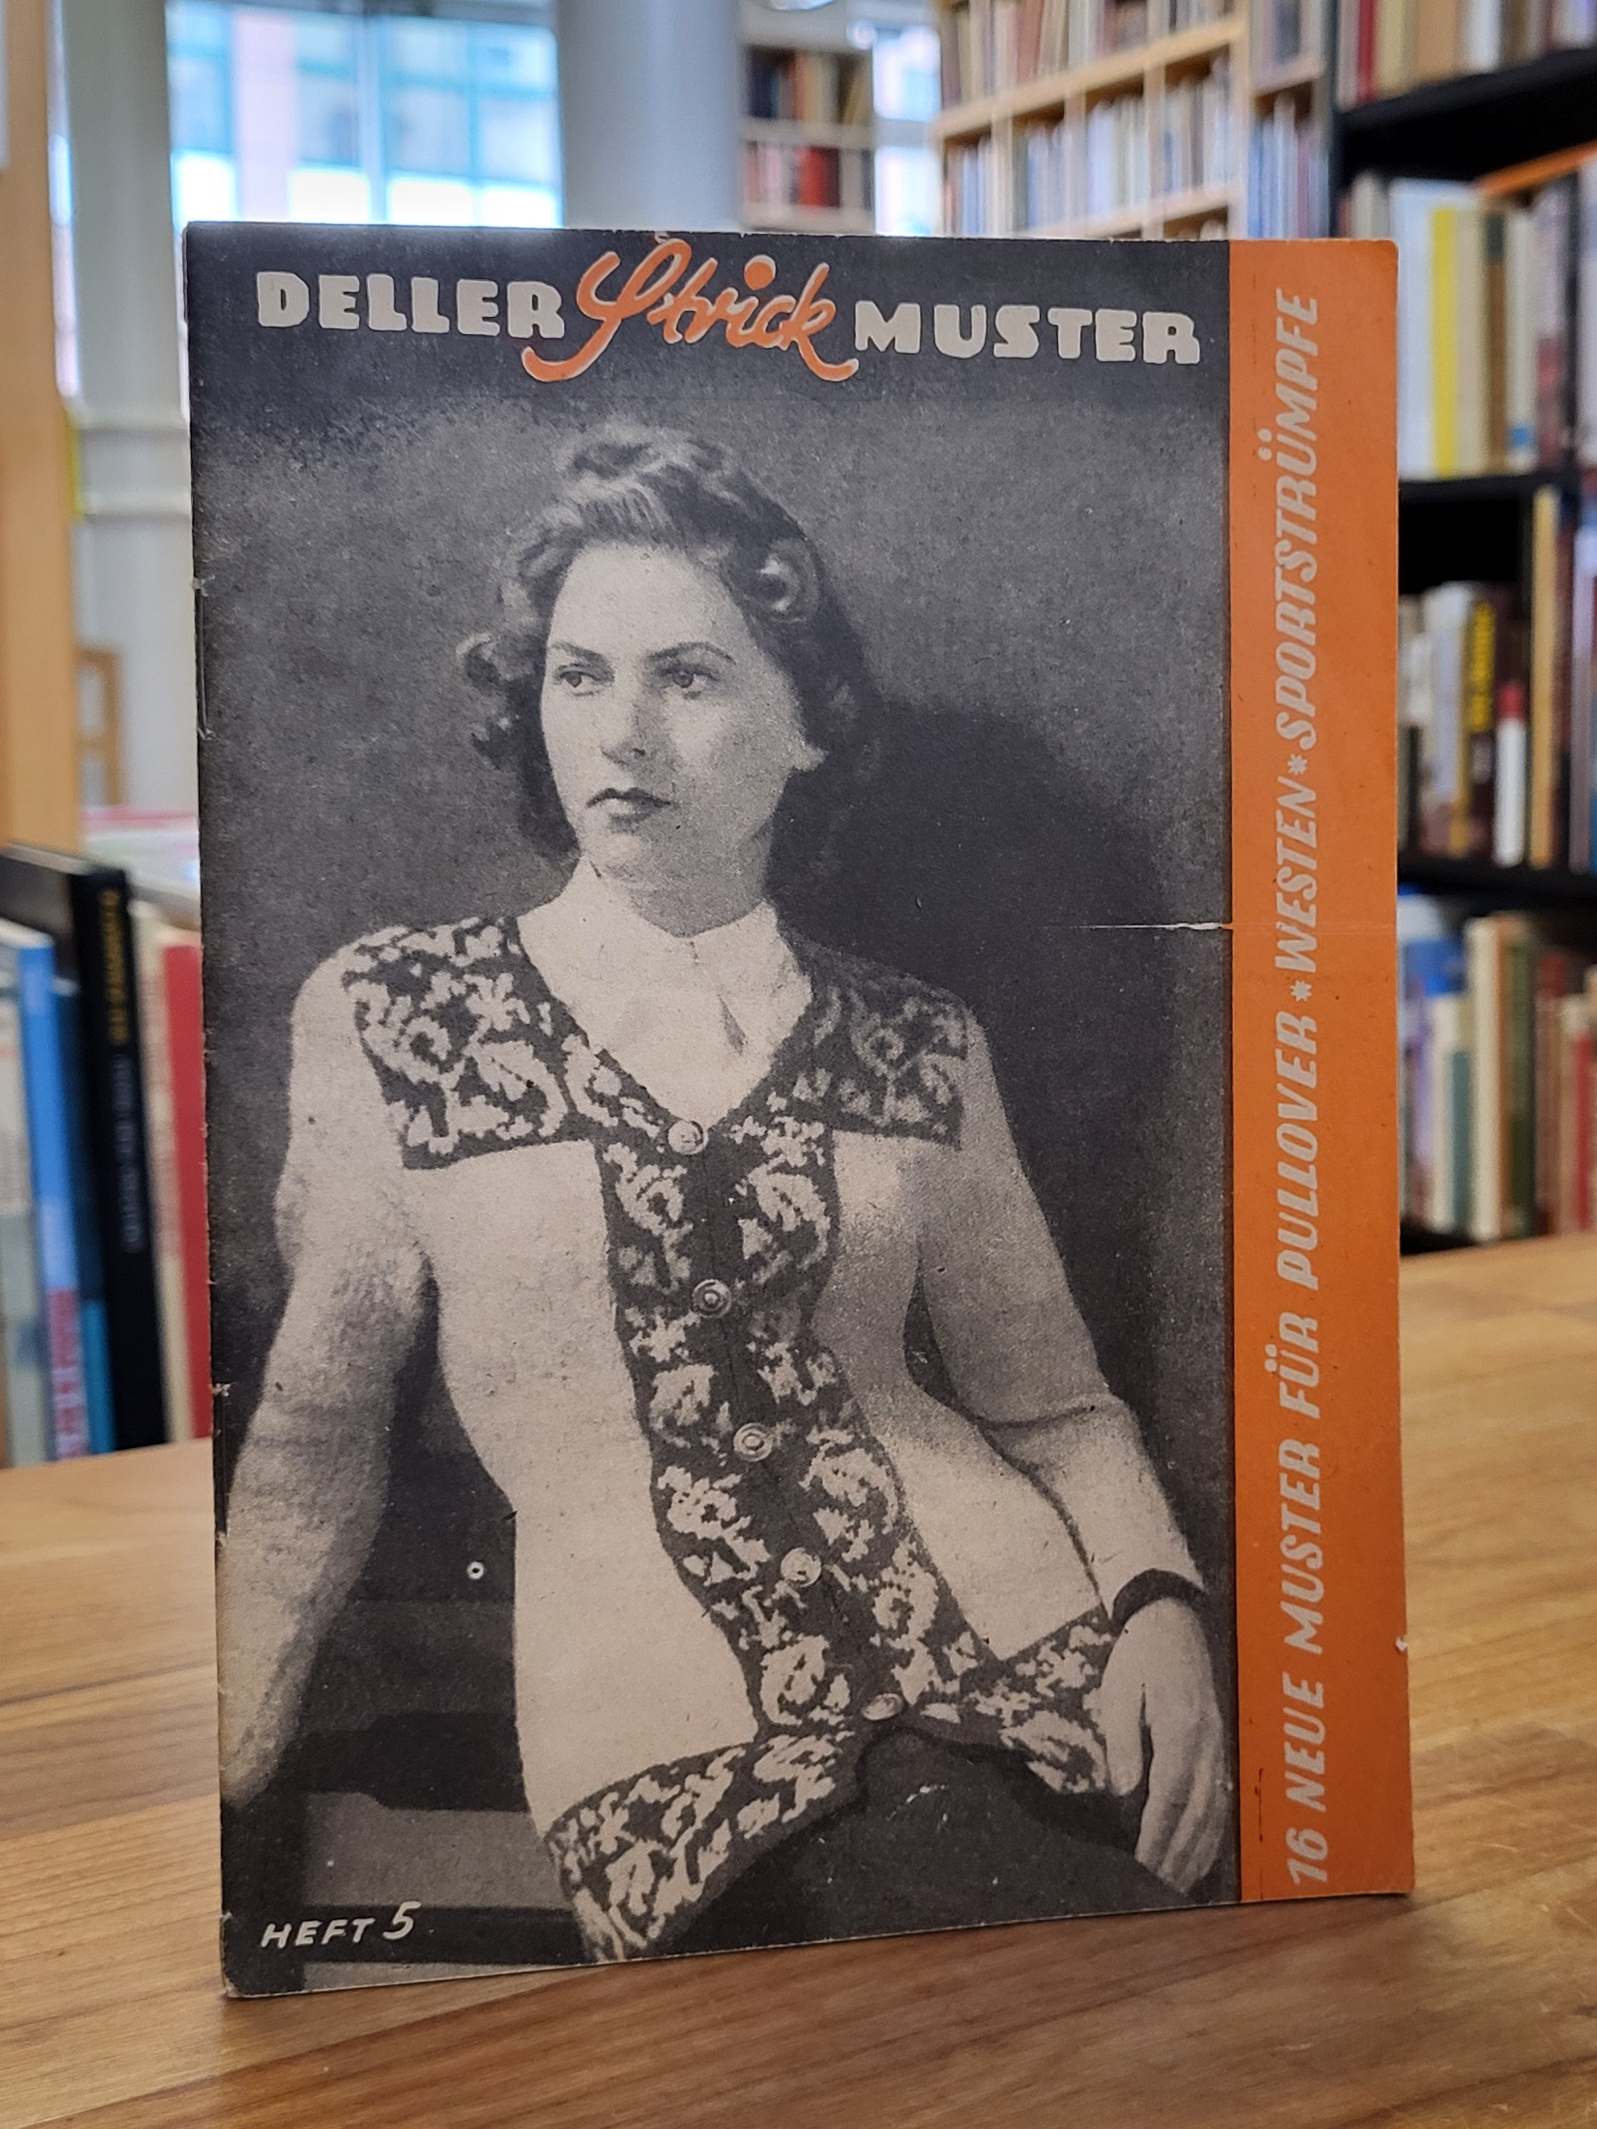 DELLER Strick MUSTER
16 NEUE MUSTER FÜR PULLOVER * WESTEN * SPORTSTRÜMPFE
HEFT 5